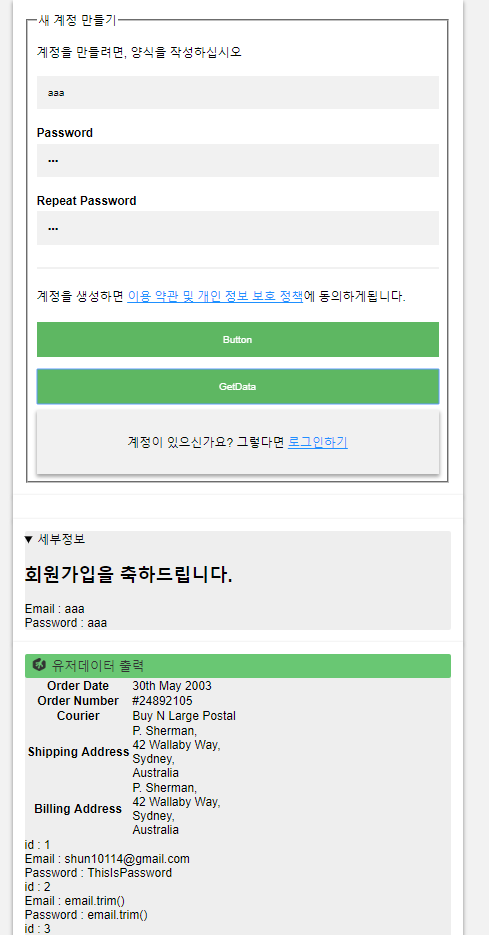 새 계정 만들기
계정을 만들려면, 양식을 작성하십시오
aaa
Password
•••
Repeat Password
•••
계정을 생성하면 이용 약관 및 개인 정보 보호 정책에 동의하게됩니다.
Button
GetData
계정이 있으신가요? 그렇다면 로그인하기
▼ 세부정보
회원가입을 축하드립니다.
Email : aaa
Password : aaa
유저데이터 출력
Order Date 30th May 2003
Order Number #24892105
Courier Buy N Large Postal
P. Sherman,
42 Wallaby Way,
Shipping Address Sydney,
Australia
P. Sherman,
42 Wallaby Way,
Billing Address Sydney,
Australia
id : 1
Email : shun10114@gmail.com
Password : ThisIsPassword
id : 2
Email : email.trim()
Password : email.trim()
id : 3